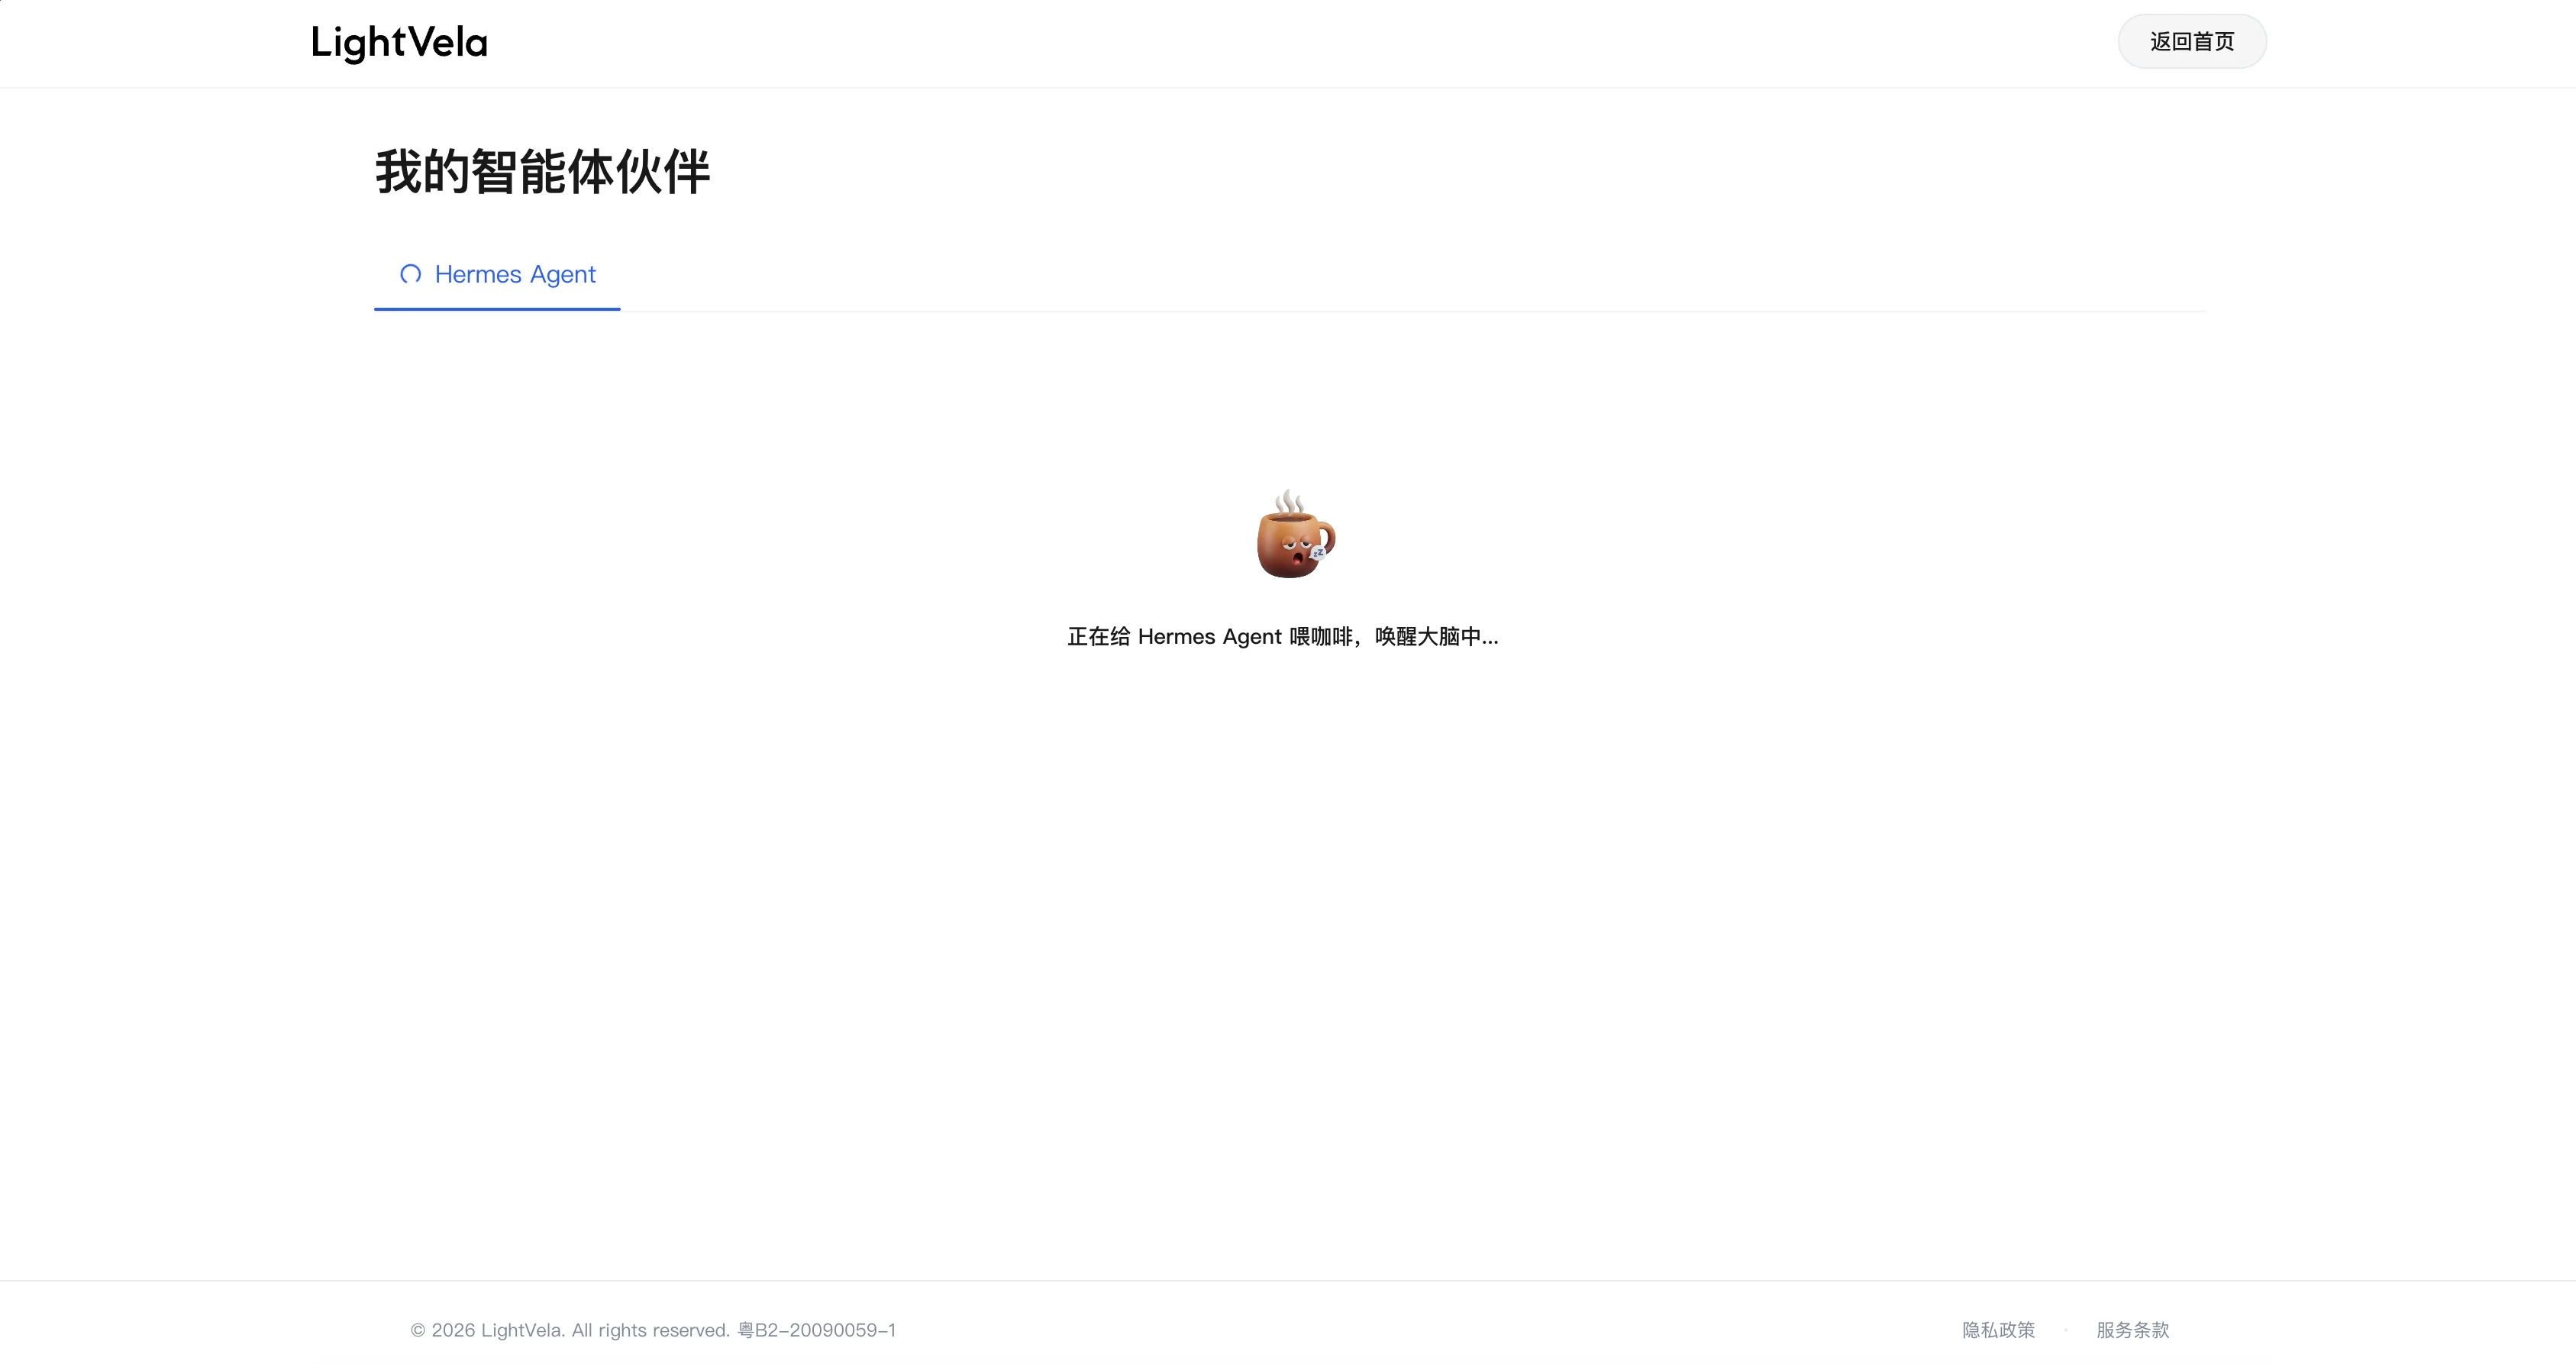 LightVela
返回首页
我的智能体伙伴
Hermes Agent
zZ
正在给 Hermes Agent 喂咖啡，唤醒大脑中...
© 2026 LightVela. All rights reserved. 粤B2-20090059-1
隐私政策 · 服务条款